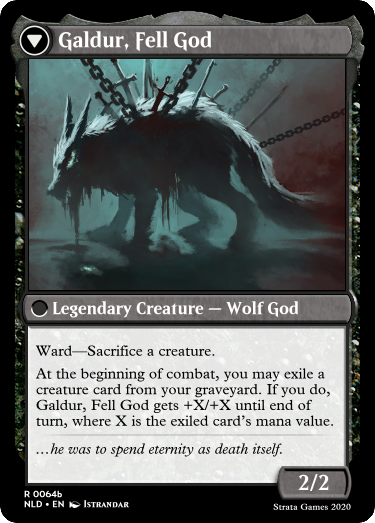 Galdur, Fell God
Legendary Creature — Wolf God
Ward—Sacrifice a creature.
At the beginning of combat, you may exile a
creature card from your graveyard. If you do,
Galdur, Fell God gets +X/+X until end of
turn, where X is the exiled card's mana value.
…he was to spend eternity as death itself.
2/2
R 0064b
NLD • EN Istrandar
Strata Games 2020